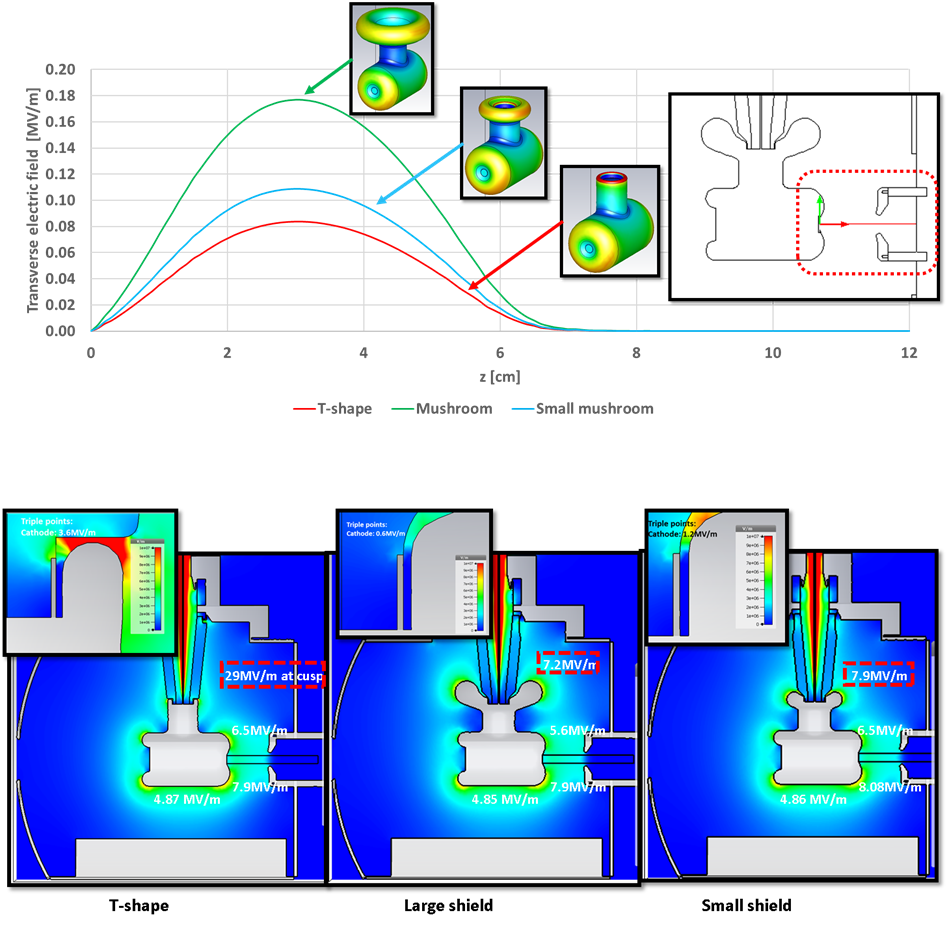 0.20
0.18
0.16
0.14
0.12
0.10
0.08
0.06
0.04
0.02
0.00
Transverse electric field [MV/m]
0 2 4 6 8 10 12
z [cm]
T-shape Mushroom Small mushroom
Triple points:
Cathode: 3.6MV/m
29MV/m at cusp
6.5MV/m
7.9MV/m
4.87 MV/m
Triple points:
Cathode: 0.6MV/m
7.2MV/m
5.6MV/m
7.9MV/m
4.85 MV/m
Triple points:
Cathode: 1.2MV/m
7.9MV/m
6.5MV/m
8.08MV/m
4.86 MV/m
T-shape Large shield Small shield